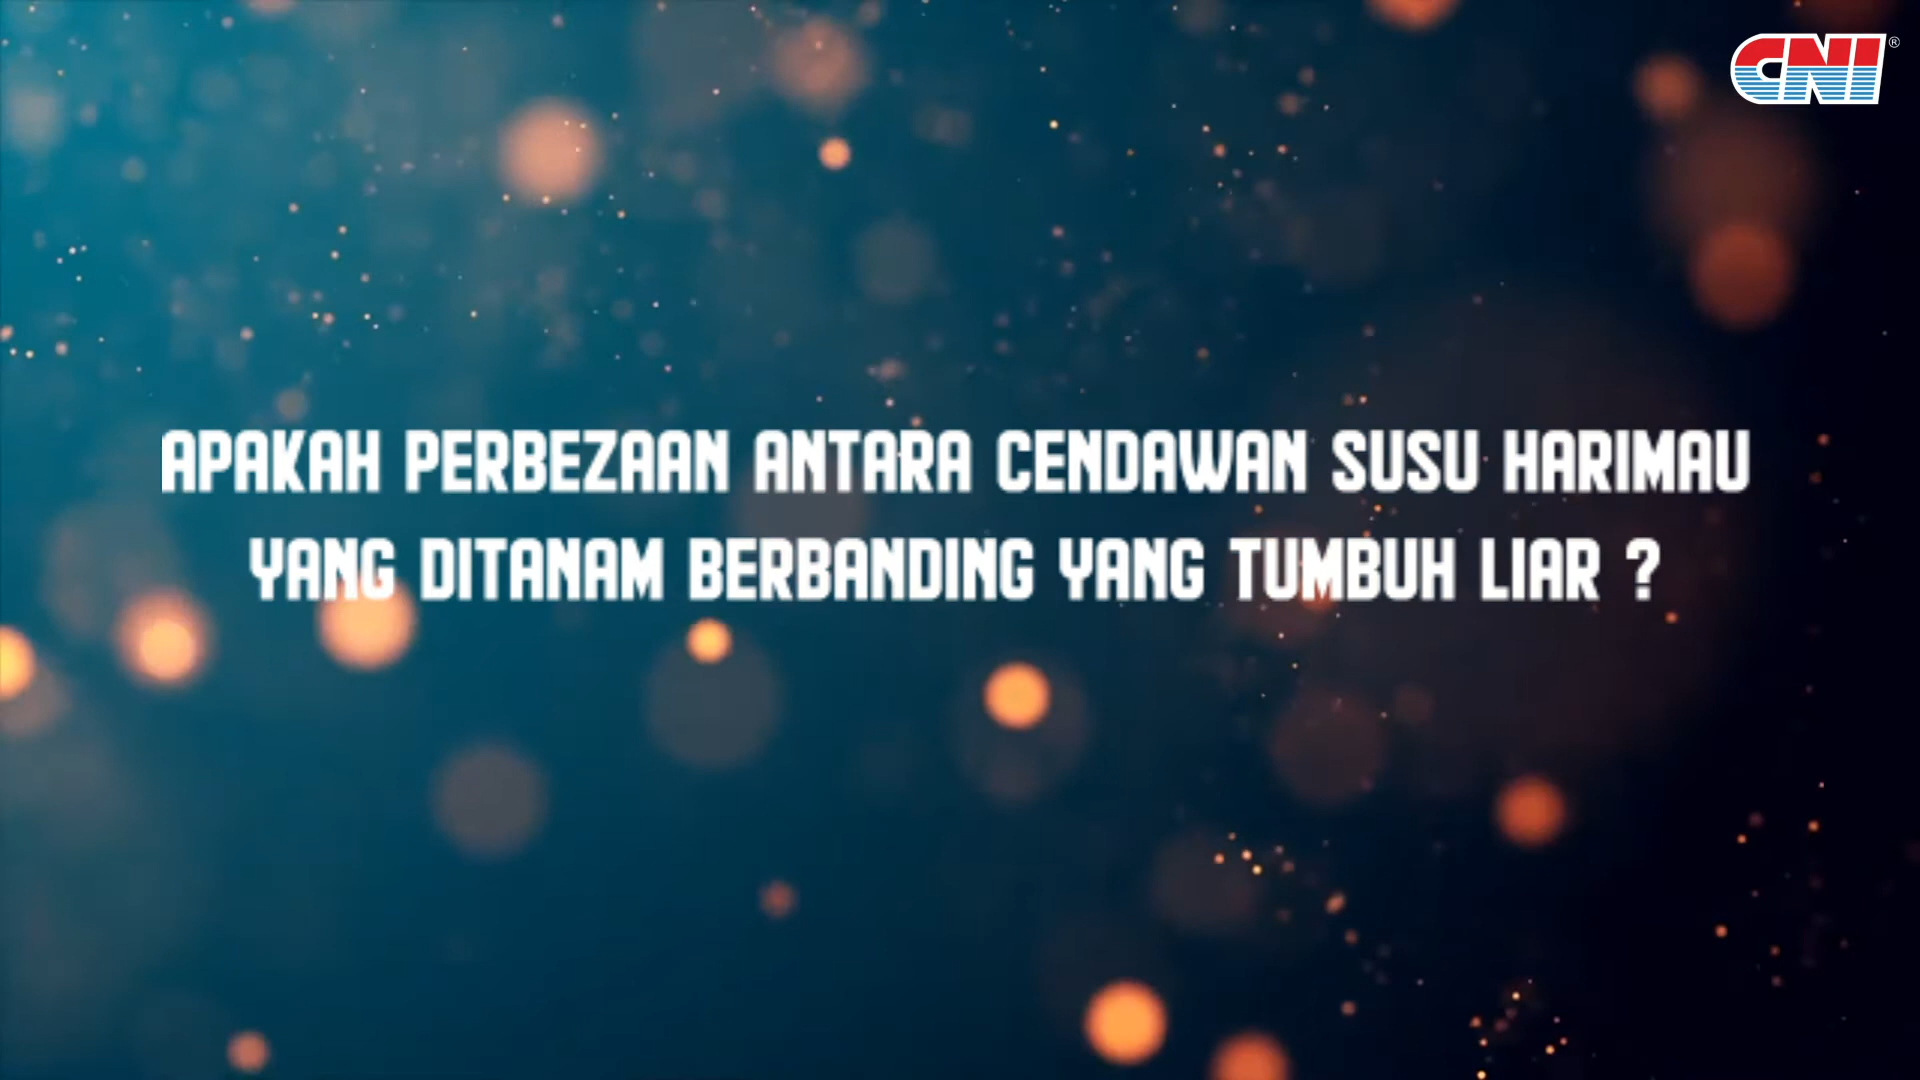 CNI®
APAKAH PERBEZAAN ANTARA CENDAWAN SUSU HARIMAU
YANG DITANAM BERBANDING YANG TUMBUH LIAR ?